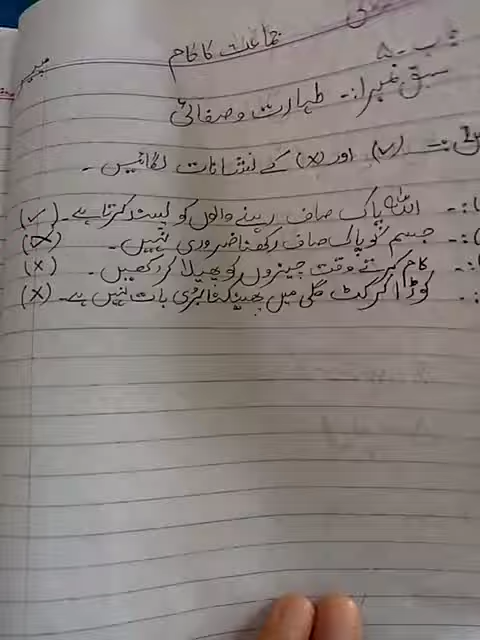 جماعت کا کام
سبق نمبر ا:۔ طہارت و صفائی
:۔ (✓) اور (x) کے نشانات لگائیں ۔
:۔ اللہ پاک صاف رہنے والوں کو پسند کرتا ہے۔ (✓)
:۔ جسم کو پاک صاف رکھنا ضروری نہیں۔ (x)
:۔ کام کرتے وقت چیزوں کو پھیلا کر رکھیں۔ (x)
:۔ کوڑا کرکٹ گلی میں پھینکنا بُری بات نہیں ہے۔ (x)